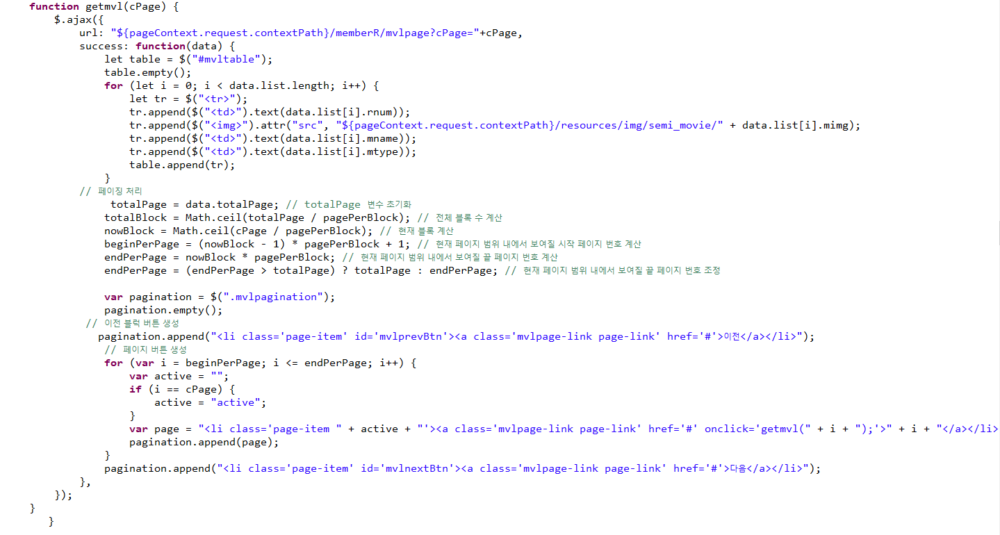 function getmvl(cPage) {
$.ajax({
url: "${pageContext.request.contextPath}/memberR/mvlpage?cPage="+cPage,
success: function(data) {
let table = $("#mvltable");
table.empty();
for (let i = 0; i < data.list.length; i++) {
let tr = $("<tr>");
tr.append($("<td>").text(data.list[i].rnum));
tr.append($("<img>").attr("src", "${pageContext.request.contextPath}/resources/img/semi_movie/" + data.list[i].mimg);
tr.append($("<td>").text(data.list[i].mname));
tr.append($("<td>").text(data.list[i].mtype));
table.append(tr);
}
// 페이징 처리
totalPage = data.totalPage; // totalPage 변수 초기화
totalBlock = Math.ceil(totalPage / pagePerBlock); // 전체 블록 수 계산
nowBlock = Math.ceil(cPage / pagePerBlock); // 현재 블록 계산
beginPerPage = (nowBlock - 1) * pagePerBlock + 1; // 현재 페이지 범위 내에서 보여질 시작 페이지 번호 계산
endPerPage = nowBlock * pagePerBlock; // 현재 페이지 범위 내에서 보여질 끝 페이지 번호 계산
endPerPage = (endPerPage > totalPage) ? totalPage : endPerPage; // 현재 페이지 범위 내에서 보여질 끝 페이지 번호 조정
var pagination = $(".mvlpagination");
pagination.empty();
// 이전 블럭 버튼 생성
pagination.append("<li class='page-item' id='mvlprevBtn'><a class='mvlpage-link page-link' href='#'>이전</a></li>");
// 페이지 버튼 생성
for (var i = beginPerPage; i <= endPerPage; i++) {
var active = "";
if (i == cPage) {
active = "active";
}
var page = "<li class='page-item " + active + "'><a class='mvlpage-link page-link' href='#' onclick='getmvl(" + i + ");'>" + i + "</a></li>
pagination.append(page);
}
pagination.append("<li class='page-item' id='mvlnextBtn'><a class='mvlpage-link page-link' href='#'>다음</a></li>");
},
});
}
}